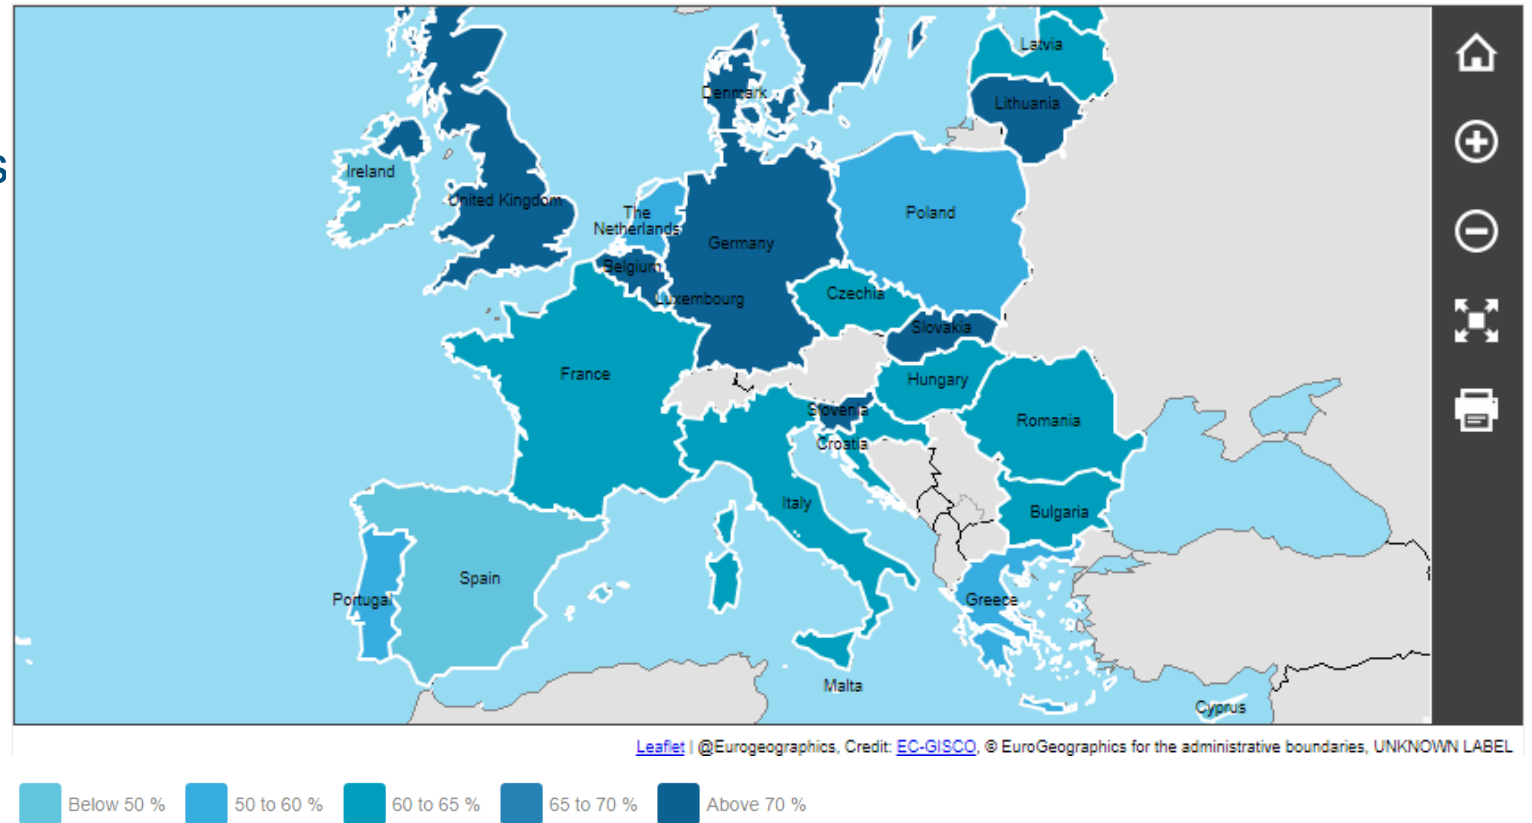 s
Latvia
Denmark
Lithuania
Ireland
United Kingdom
The
Netherlands
Poland
Germany
Belgium
Luxembourg
Czechia
Slovakia
France
Hungary
Slovenia
Romania
Croatia
Italy
Bulgaria
Spain
Portugal
Greece
Malta
Cyprus
Leaflet | @Eurogeographics, Credit: EC-GISCO, © EuroGeographics for the administrative boundaries, UNKNOWN LABEL
Below 50 % 50 to 60 % 60 to 65 % 65 to 70 % Above 70 %